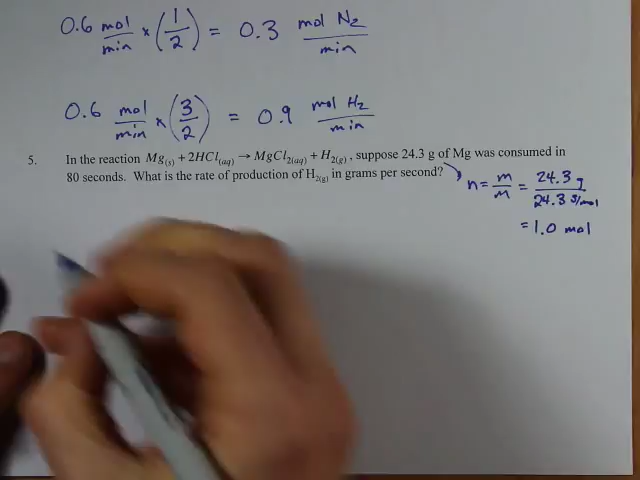 0.6 mol/min × (1/2) = 0.3 mol N₂/min
0.6 mol/min × (3/2) = 0.9 mol H₂/min
5. In the reaction Mg(s) + 2HCl(aq) → MgCl₂(aq) + H₂(g) , suppose 24.3 g of Mg was consumed in
80 seconds. What is the rate of production of H₂(g) in grams per second?
n = m/M = 24.3 g/24.3 g/mol
= 1.0 mol